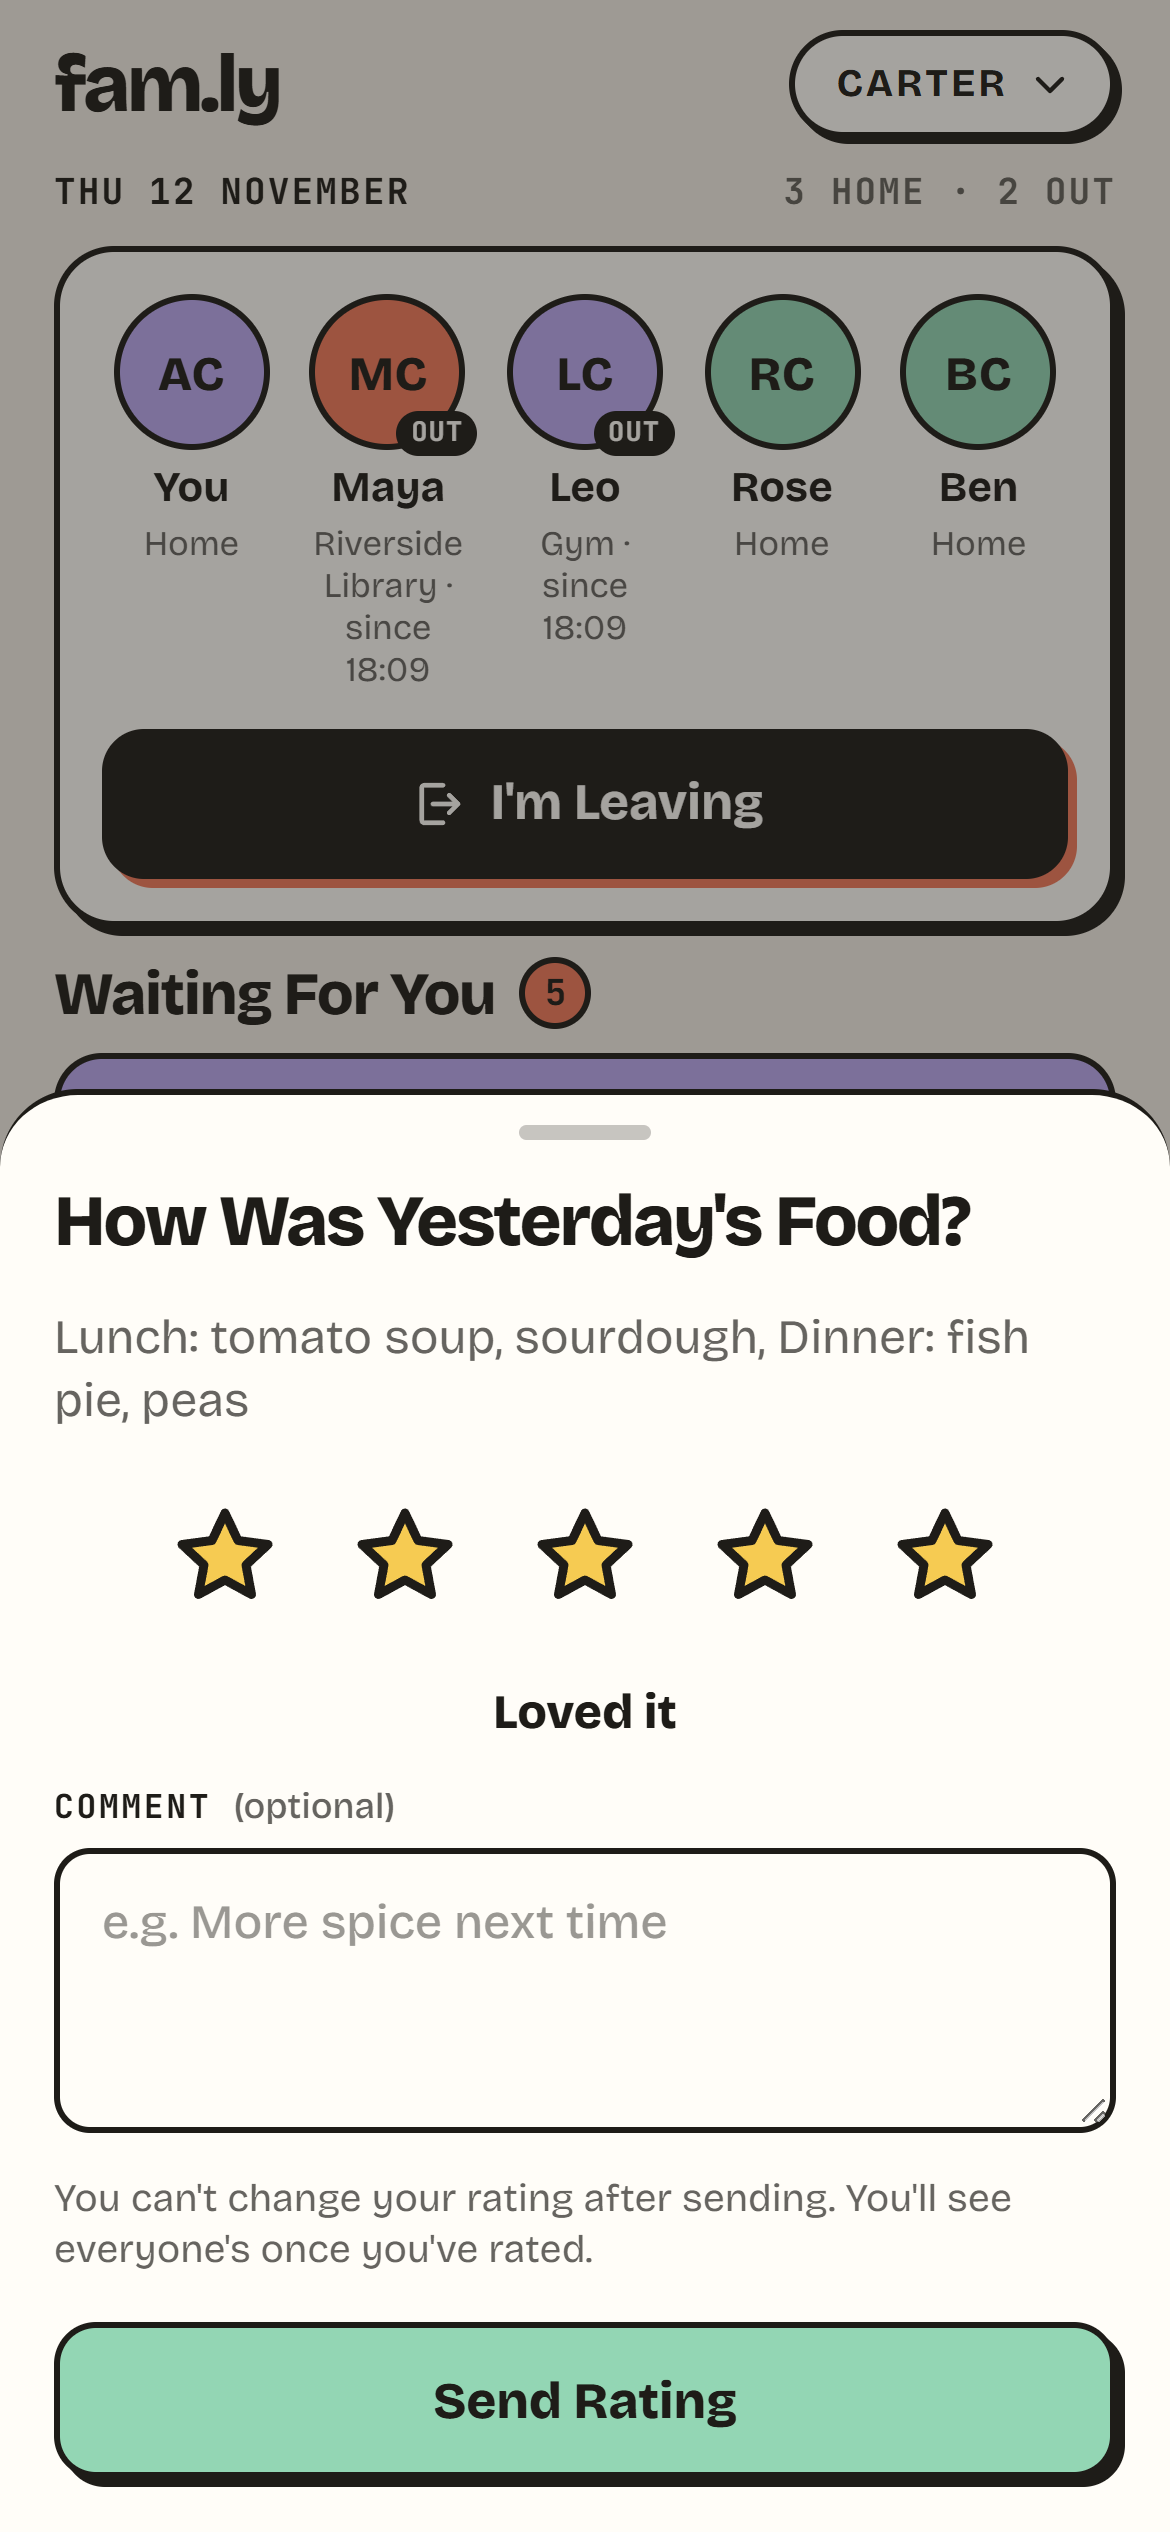 fam.ly
CARTER
THU 12 NOVEMBER
3 HOME · 2 OUT
AC
MC
LC
RC
BC
OUT
OUT
You
Maya
Leo
Rose
Ben
Home
Riverside
Library ·
since
18:09
Gym ·
since
18:09
Home
Home
I'm Leaving
Waiting For You
5
How Was Yesterday's Food?
Lunch: tomato soup, sourdough, Dinner: fish
pie, peas
Loved it
COMMENT (optional)
e.g. More spice next time
You can't change your rating after sending. You'll see
everyone's once you've rated.
Send Rating